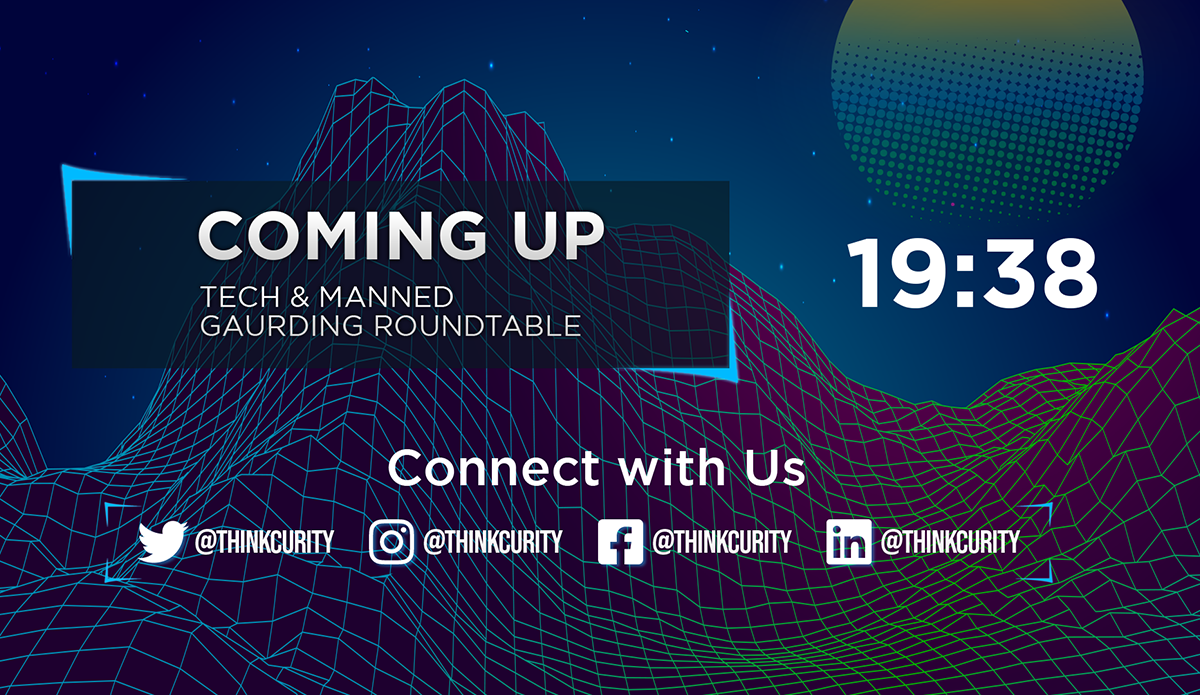 COMING UP
TECH & MANNED
GAURDING ROUNDTABLE
19:38
Connect with Us
@THINKCURITY @THINKCURITY @THINKCURITY @THINKCURITY